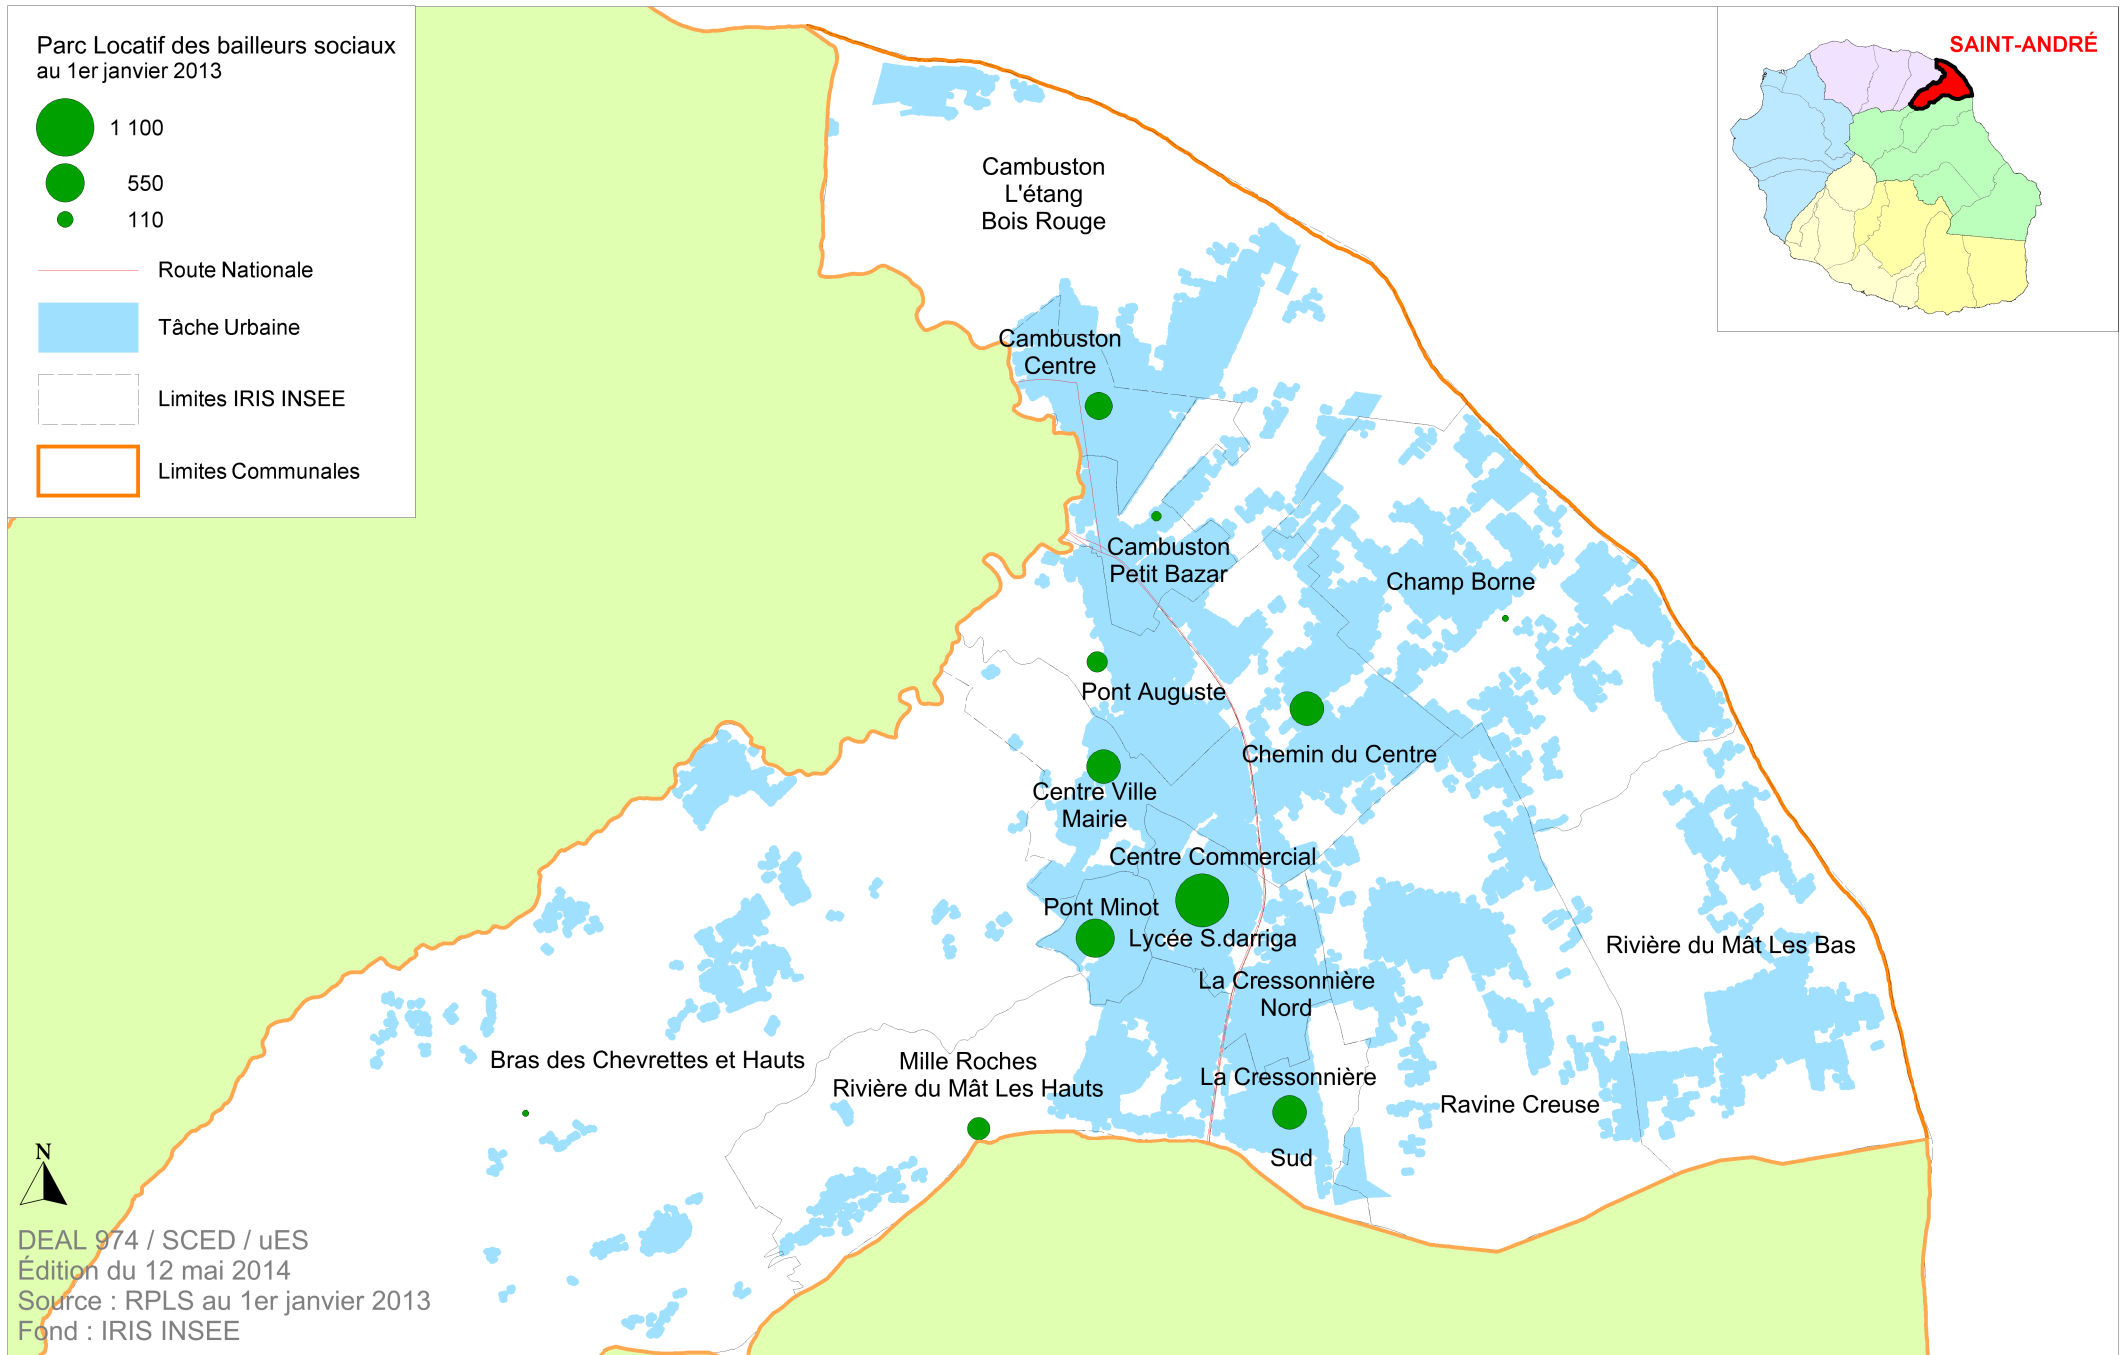 Parc Locatif des bailleurs sociaux
au 1er janvier 2013
1 100
550
110
Route Nationale
Tâche Urbaine
Limites IRIS INSEE
Limites Communales
SAINT-ANDRÉ
Cambuston
L'étang
Bois Rouge
Cambuston
Centre
Cambuston
Petit Bazar
Champ Borne
Pont Auguste
Chemin du Centre
Centre Ville
Mairie
Centre Commercial
Pont Minot
Lycée S.darriga
Rivière du Mât Les Bas
La Cressonnière
Nord
Bras des Chevrettes et Hauts
Mille Roches
Rivière du Mât Les Hauts
La Cressonnière
Sud
Ravine Creuse
N
DEAL 974 / SCED / uES
Édition du 12 mai 2014
Source : RPLS au 1er janvier 2013
Fond : IRIS INSEE